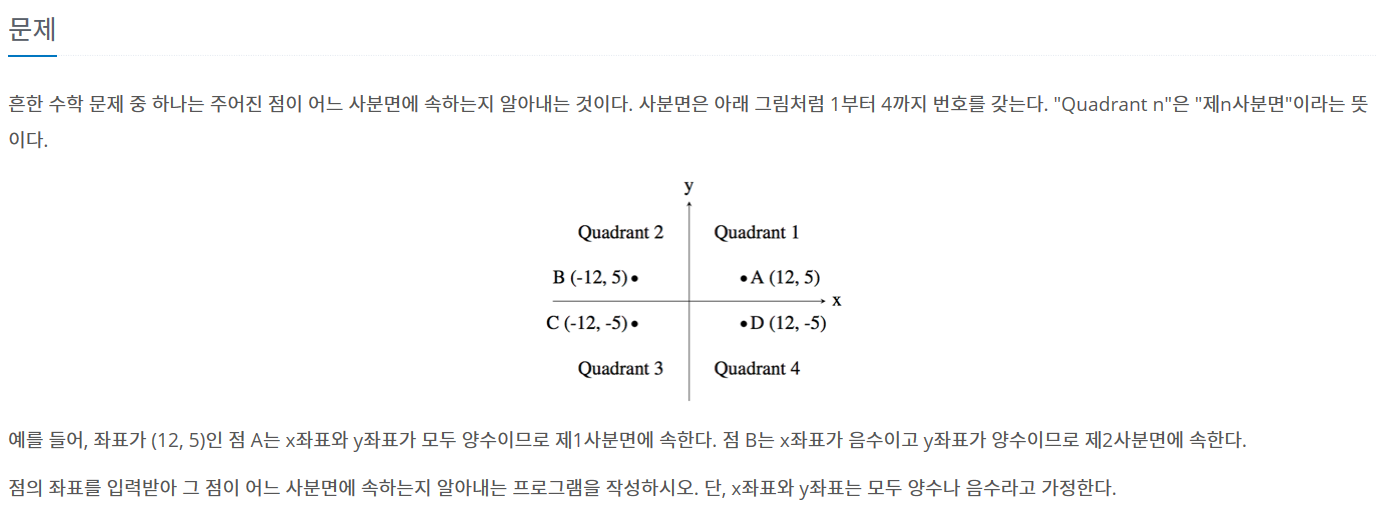 문제
흔한 수학 문제 중 하나는 주어진 점이 어느 사분면에 속하는지 알아내는 것이다. 사분면은 아래 그림처럼 1부터 4까지 번호를 갖는다. "Quadrant n"은 "제n사분면"이라는 뜻
이다.
y
Quadrant 2 Quadrant 1
B (-12, 5) A (12, 5)
x
C (-12, -5) D (12, -5)
Quadrant 3 Quadrant 4
예를 들어, 좌표가 (12, 5)인 점 A는 x좌표와 y좌표가 모두 양수이므로 제1사분면에 속한다. 점 B는 x좌표가 음수이고 y좌표가 양수이므로 제2사분면에 속한다.
점의 좌표를 입력받아 그 점이 어느 사분면에 속하는지 알아내는 프로그램을 작성하시오. 단, x좌표와 y좌표는 모두 양수나 음수라고 가정한다.